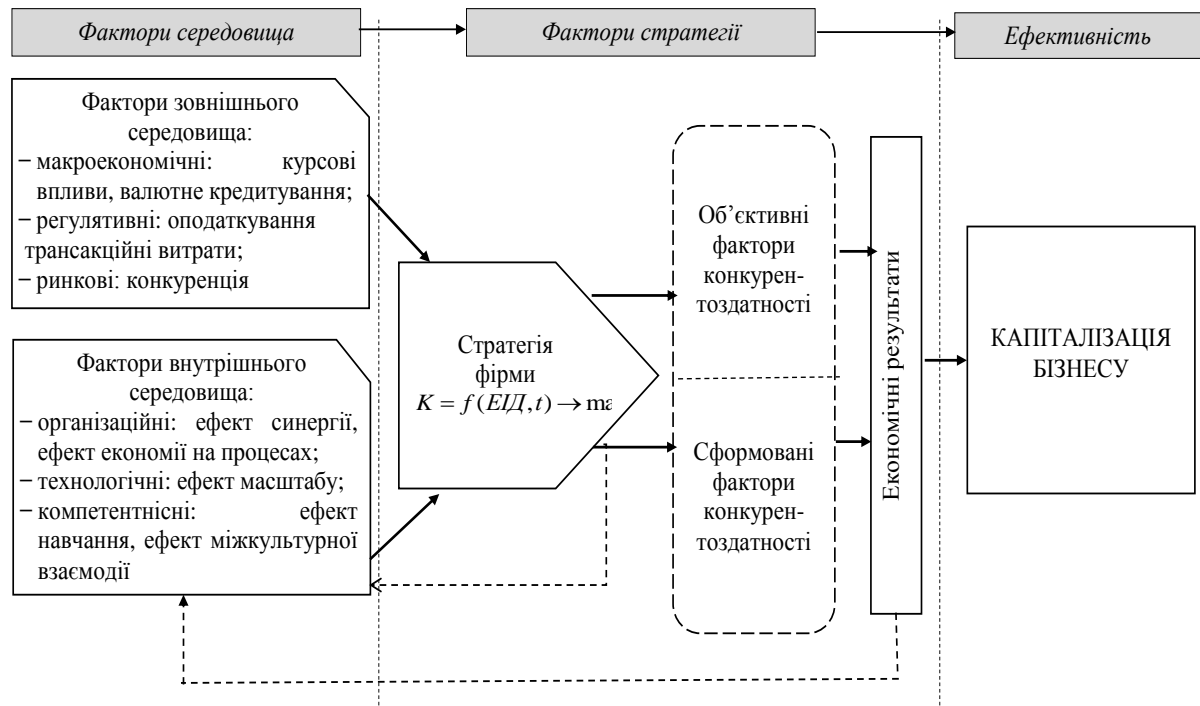 Фактори середовища
Фактори стратегії
Ефективність
Фактори зовнішнього
середовища:
– макроекономічні: курсові
впливи, валютне кредитування;
– регулятивні: оподаткування
трансакційні витрати;
– ринкові: конкуренція
Фактори внутрішнього
середовища:
– організаційні: ефект синергії,
ефект економії на процесах;
– технологічні: ефект масштабу;
– компетентнісні: ефект
навчання, ефект міжкультурної
взаємодії
Стратегія
фірми
K = f (ЕІД, t) → ma
Об’єктивні
фактори
конкурен-
тоздатності
Сформовані
фактори
конкурен-
тоздатності
Економічні результати
КАПІТАЛІЗАЦІЯ
БІЗНЕСУ